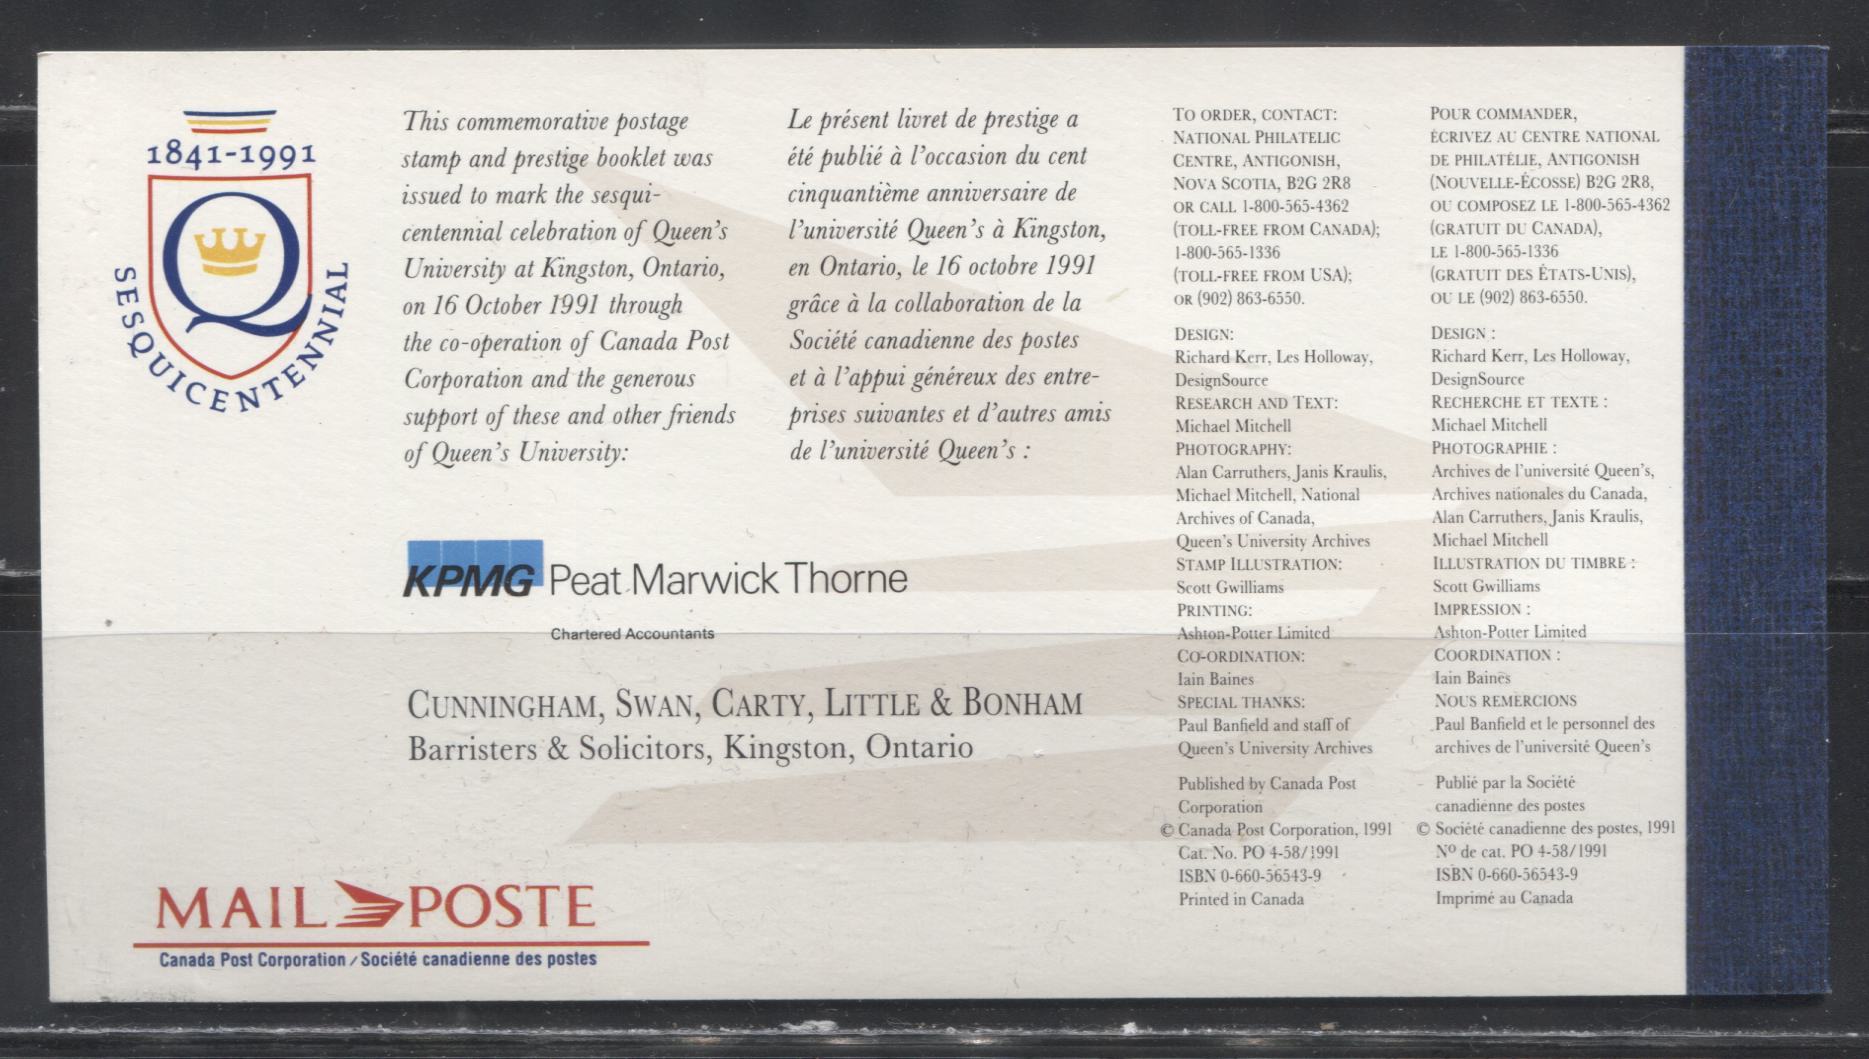 1841-1991
Q
SESQUICENTENNIAL
This commemorative postage
stamp and prestige booklet was
issued to mark the sesqui-
centennial celebration of Queen's
University at Kingston, Ontario,
on 16 October 1991 through
the co-operation of Canada Post
Corporation and the generous
support of these and other friends
of Queen's University:
Le présent livret de prestige a
été publié à l'occasion du cent
cinquantième anniversaire de
l'université Queen's à Kingston,
en Ontario, le 16 octobre 1991
grâce à la collaboration de la
Société canadienne des postes
et à l'appui généreux des entre-
prises suivantes et d'autres amis
de l'université Queen's :
KPMG Peat Marwick Thorne
Chartered Accountants
CUNNINGHAM, SWAN, CARTY, LITTLE & BONHAM
Barristers & Solicitors, Kingston, Ontario
MAIL POSTE
Canada Post Corporation / Société canadienne des postes
TO ORDER, CONTACT:
NATIONAL PHILATELIC
CENTRE, ANTIGONISH,
NOVA SCOTIA, B2G 2R8
OR CALL 1-800-565-4362
(TOLL-FREE FROM CANADA);
1-800-565-1336
(TOLL-FREE FROM USA);
OR (902) 863-6550.
DESIGN:
Richard Kerr, Les Holloway,
DesignSource
RESEARCH AND TEXT:
Michael Mitchell
PHOTOGRAPHY:
Alan Carruthers, Janis Kraulis,
Michael Mitchell, National
Archives of Canada,
Queen's University Archives
STAMP ILLUSTRATION:
Scott Gwilliams
PRINTING:
Ashton-Potter Limited
CO-ORDINATION:
Iain Baines
SPECIAL THANKS:
Paul Banfield and staff of
Queen's University Archives
Published by Canada Post
Corporation
© Canada Post Corporation, 1991
Cat. No. PO 4-58/1991
ISBN 0-660-56543-9
Printed in Canada
POUR COMMANDER,
ÉCRIVEZ AU CENTRE NATIONAL
DE PHILATÉLIE, ANTIGONISH
(NOUVELLE-ÉCOSSE) B2G 2R8,
OU COMPOSEZ LE 1-800-565-4362
(GRATUIT DU CANADA),
LE 1-800-565-1336
(GRATUIT DES ÉTATS-UNIS),
OU LE (902) 863-6550.
DESIGN :
Richard Kerr, Les Holloway,
DesignSource
RECHERCHE ET TEXTE :
Michael Mitchell
PHOTOGRAPHIE :
Archives de l'université Queen's,
Archives nationales du Canada,
Alan Carruthers, Janis Kraulis,
Michael Mitchell
ILLUSTRATION DU TIMBRE :
Scott Gwilliams
IMPRESSION :
Ashton-Potter Limited
COORDINATION :
Iain Baines
NOUS REMERCIONS
Paul Banfield et le personnel des
archives de l'université Queen's
Publié par la Société
canadienne des postes
© Société canadienne des postes, 1991
Nº de cat. PO 4-58/1991
ISBN 0-660-56543-9
Imprimé au Canada